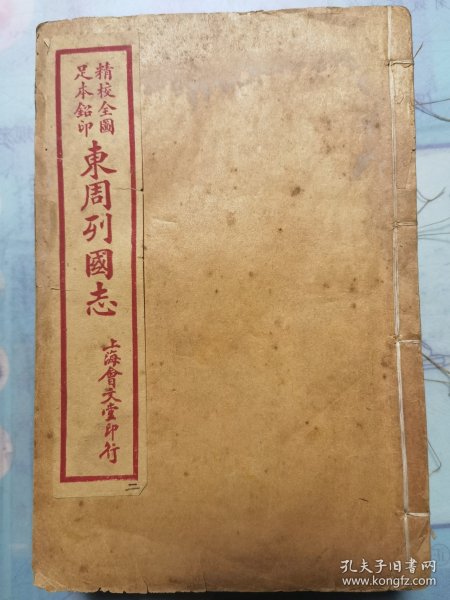 精校全圖
足本鉛印
東周列國志
上海會文堂印行
二
孔夫子旧书网
www.kongfz.com